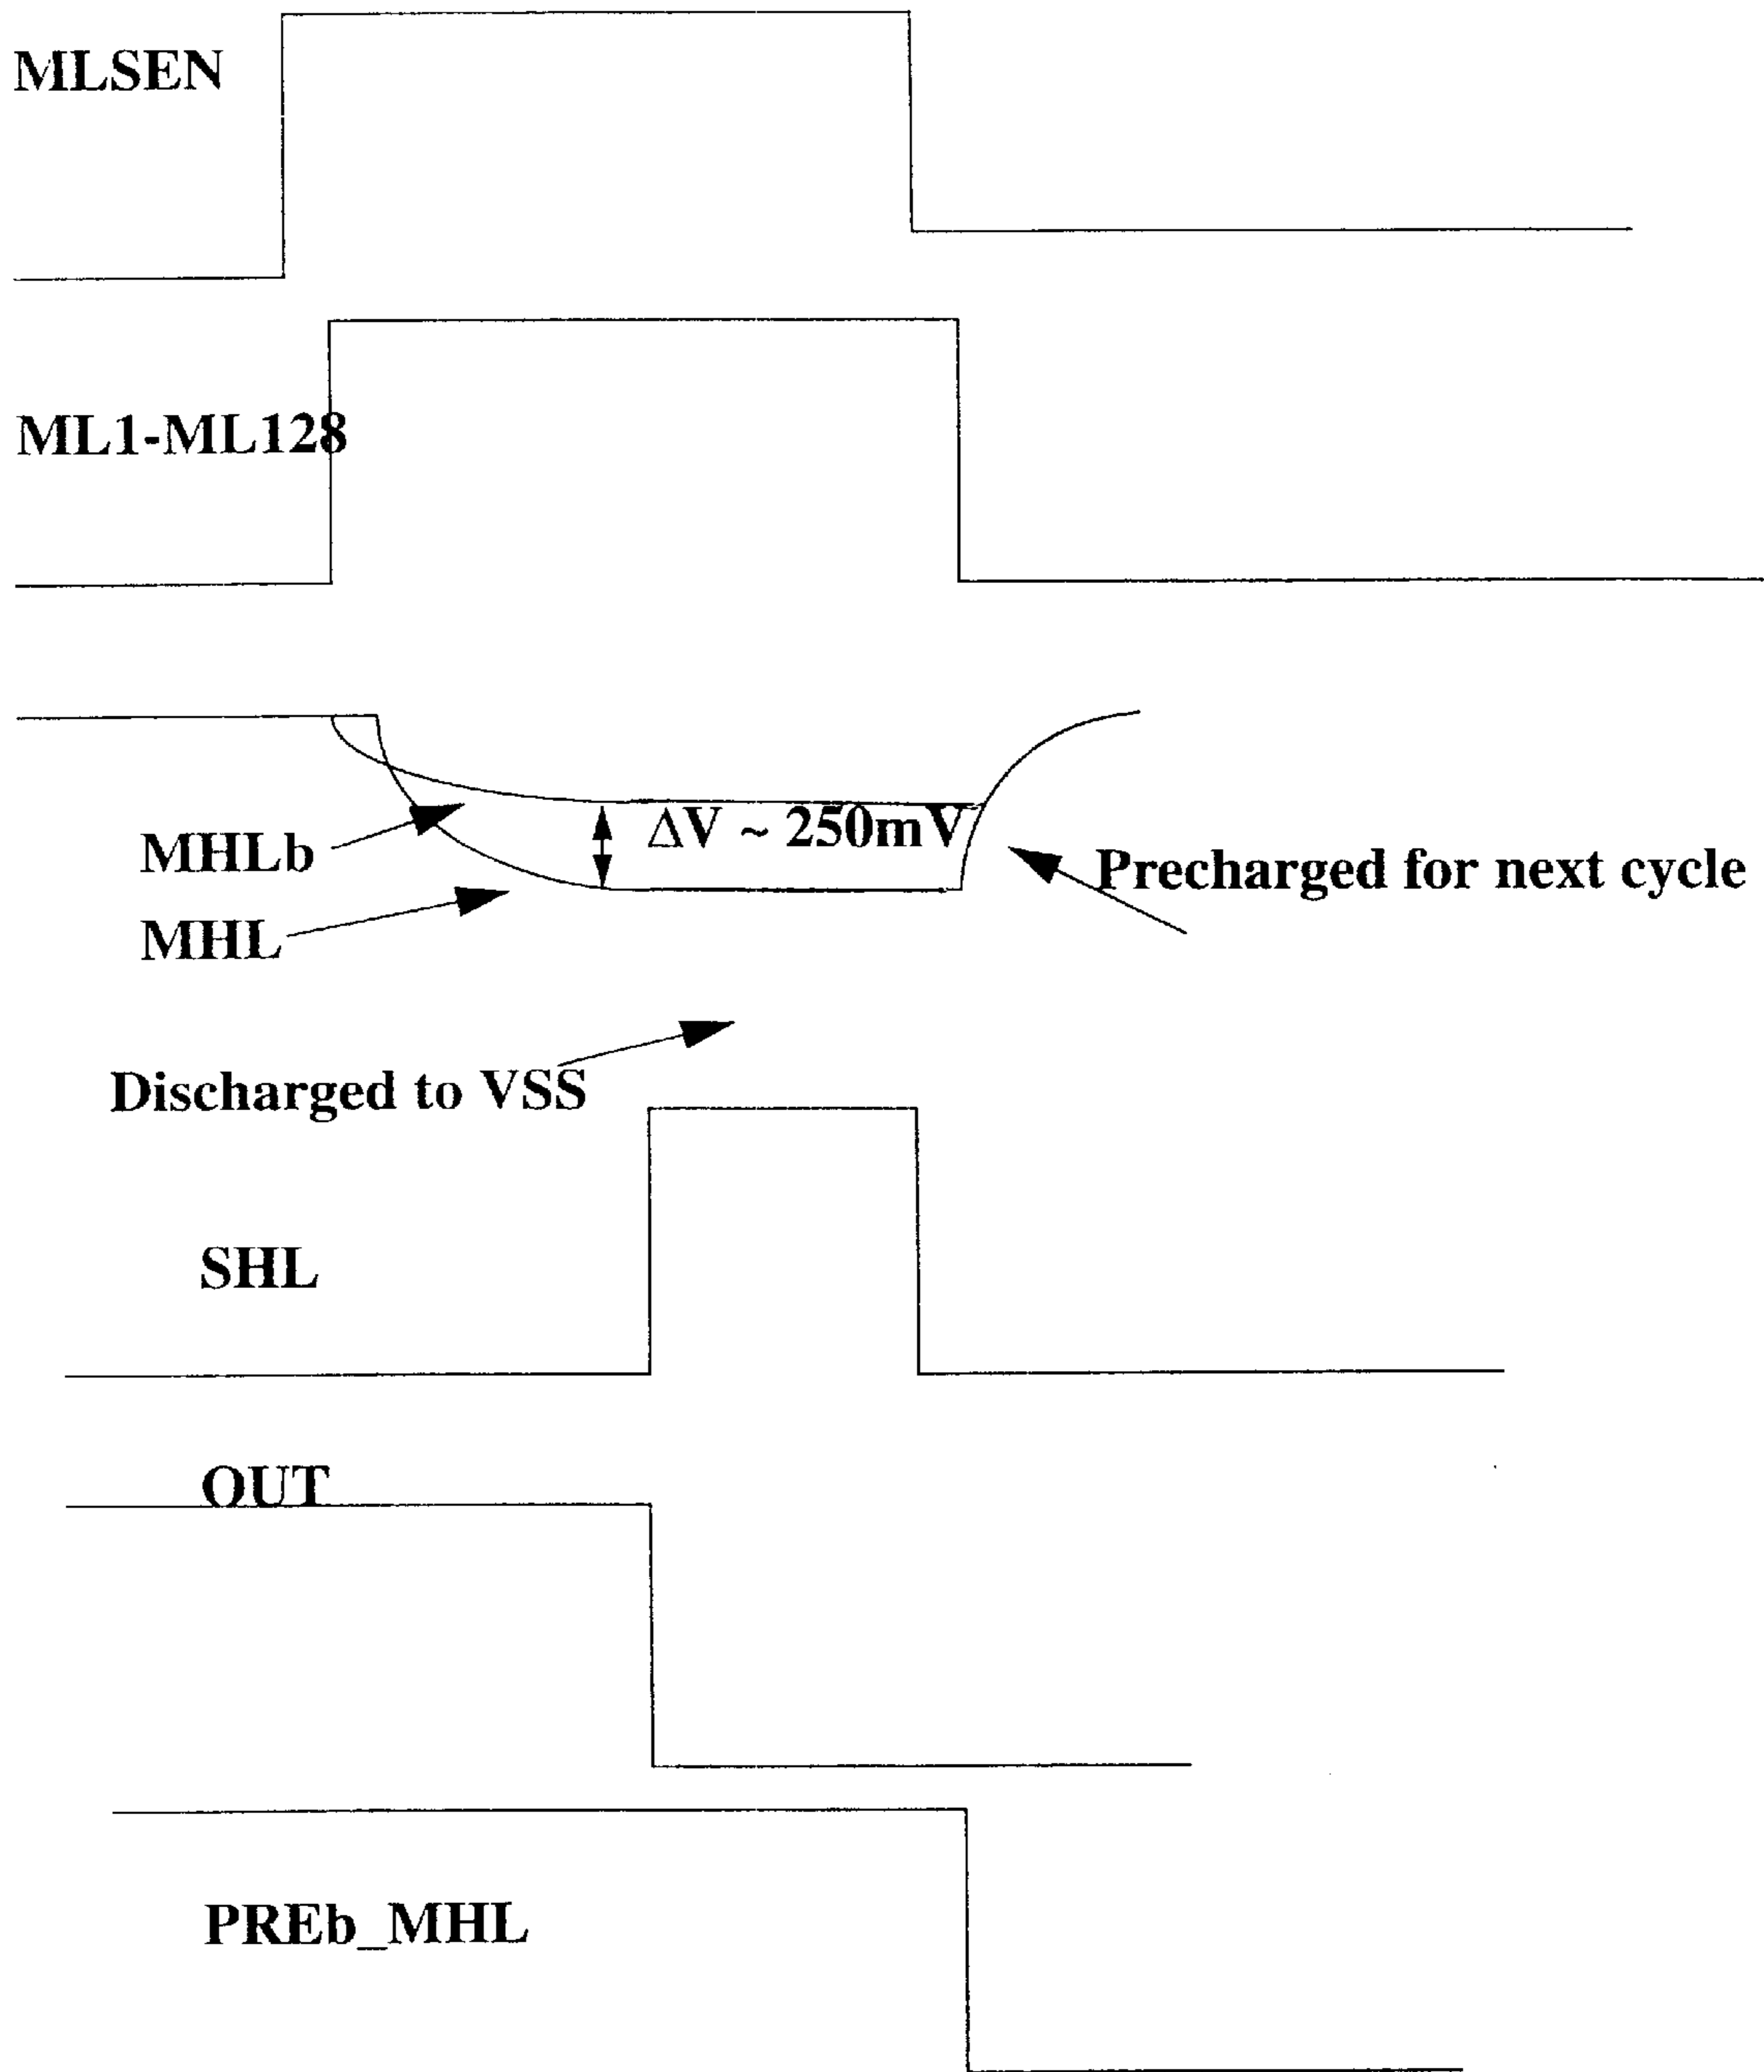 MLSEN
ML1-ML128
ΔV ~ 250mV
MHLb
Precharged for next cycle
MHL
Discharged to VSS
SHL
OUT
PREb_MHL